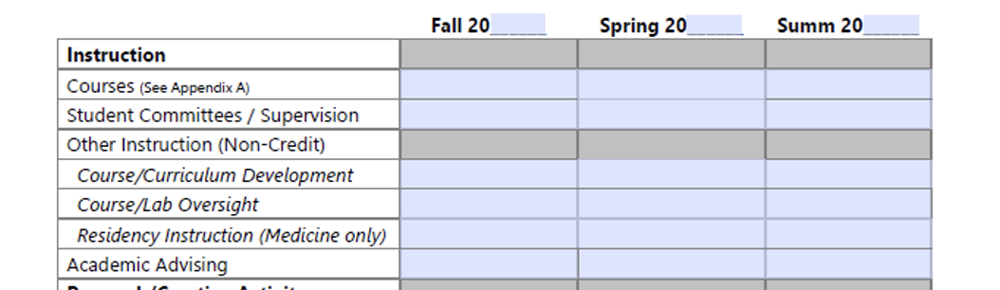 Fall 20______ Spring 20______ Summ 20______
Instruction
Courses (See Appendix A)
Student Committees / Supervision
Other Instruction (Non-Credit)
Course/Curriculum Development
Course/Lab Oversight
Residency Instruction (Medicine only)
Academic Advising